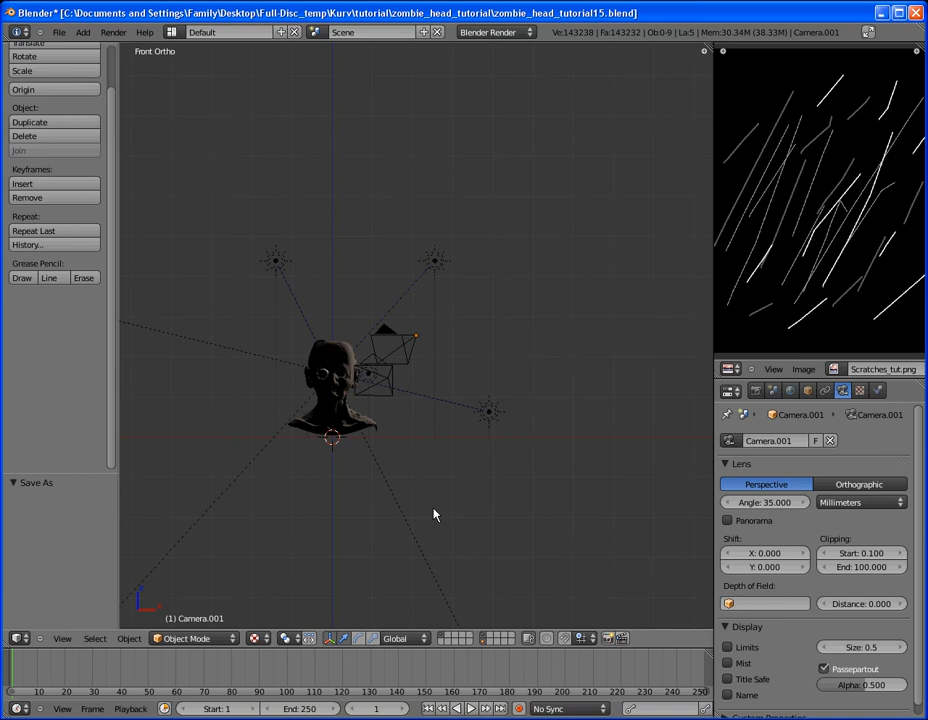 Blender* [C:\Documents and Settings\Family\Desktop\Full-Disc_temp\Kurv\tutorial\zombie_head_tutorial\zombie_head_tutorial15.blend]
File Add Render Help Default Scene Blender Render Ve:143238 | Fa:143232 | Ob:0-9 | La:5 | Mem:30.34M (38.33M) | Camera.001
Translate
Rotate
Scale
Origin
Object:
Duplicate
Delete
Join
Keyframes:
Insert
Remove
Repeat:
Repeat Last
History...
Grease Pencil:
Draw Line Erase
Save As
Front Ortho
(1) Camera.001
View Select Object Object Mode Global
View Image Scratches_tut.png
Camera.001 Camera.001
Camera.001 F
Lens
Perspective Orthographic
Angle: 35.000 Millimeters
Panorama
Shift: Clipping:
X: 0.000 Start: 0.100
Y: 0.000 End: 100.000
Depth of Field:
Distance: 0.000
Display
Limits Size: 0.5
Mist Passepartout
Title Safe Alpha: 0.500
Name
Custom Properties
10 20 30 40 50 60 70 80 90 100 110 120 130 140 150 160 170 180 190 200 210 220 230 240 250
View Frame Playback Start: 1 End: 250 1 No Sync